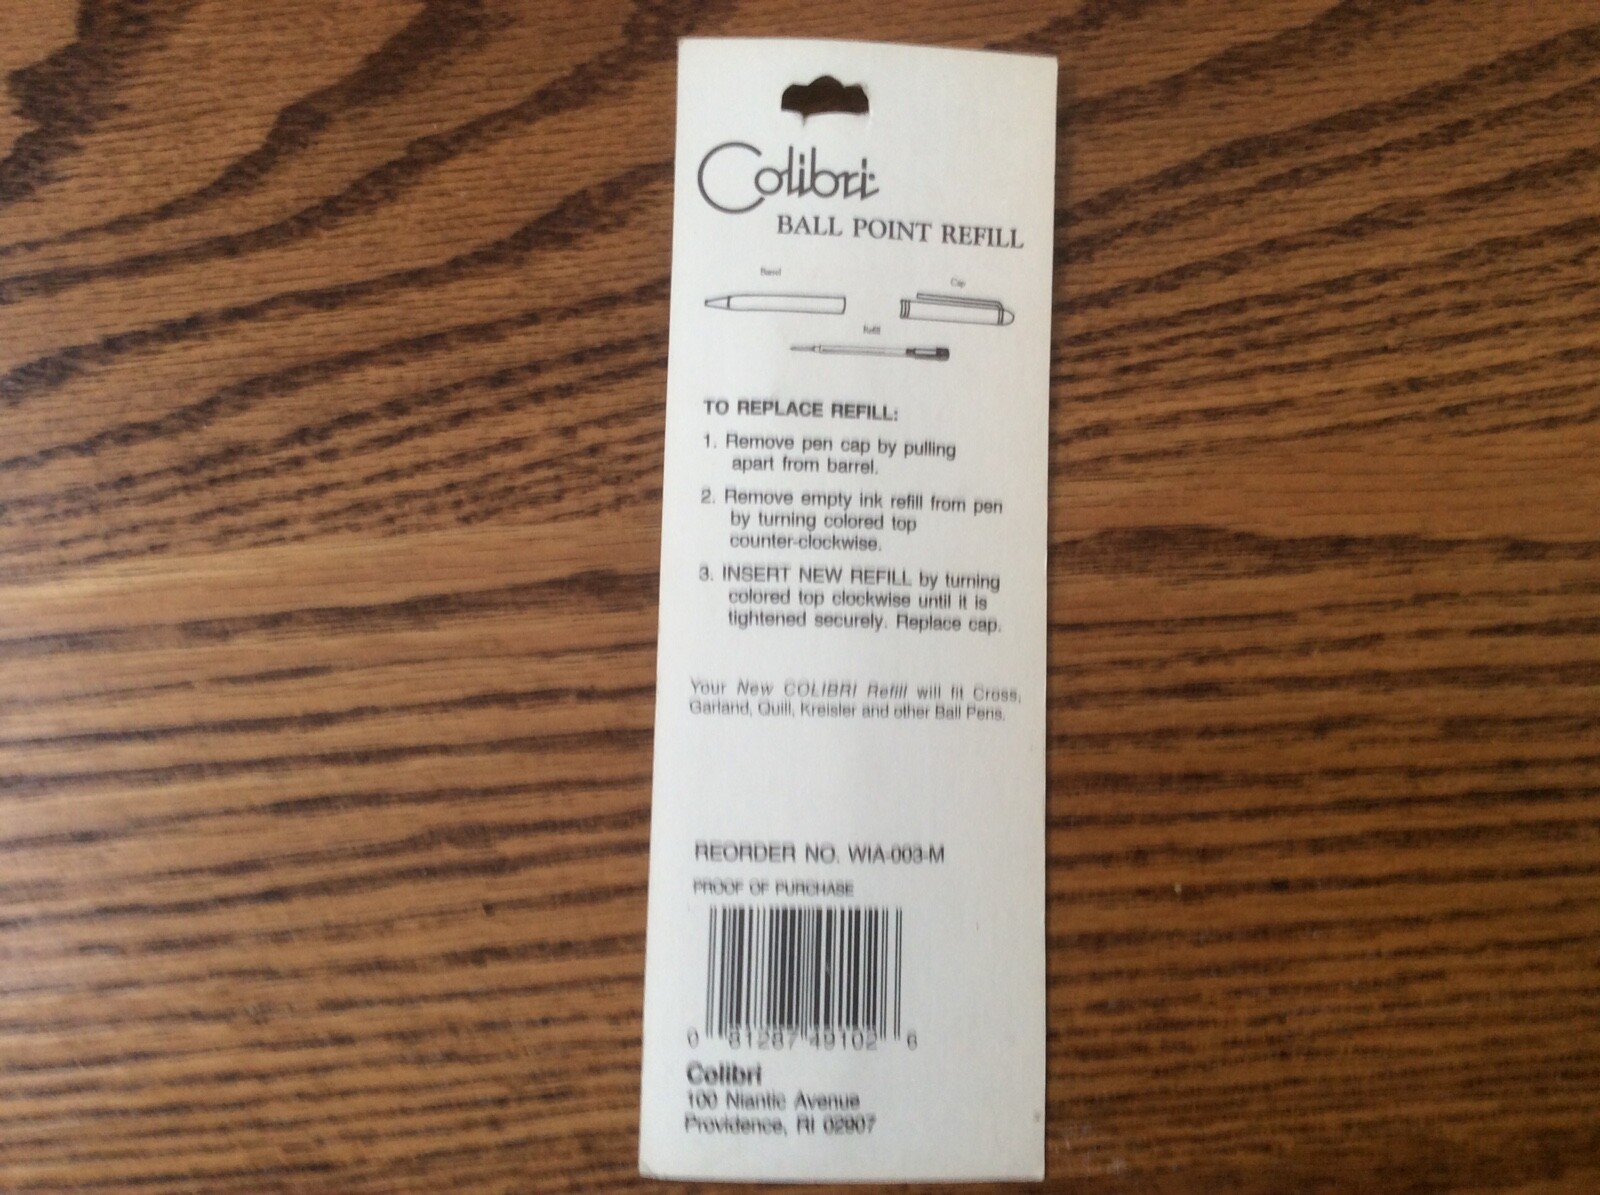 Colibri
BALL POINT REFILL
Barrel
Cap
Refill
TO REPLACE REFILL:
1. Remove pen cap by pulling
apart from barrel.
2. Remove empty ink refill from pen
by turning colored top
counter-clockwise.
3. INSERT NEW REFILL by turning
colored top clockwise until it is
tightened securely. Replace cap.
Your New COLIBRI Refill will fit Cross,
Garland, Quill, Kreisler and other Ball Pens.
REORDER NO. WIA-003-M
PROOF OF PURCHASE
0 81287 49102 6
Colibri
100 Niantic Avenue
Providence, RI 02907